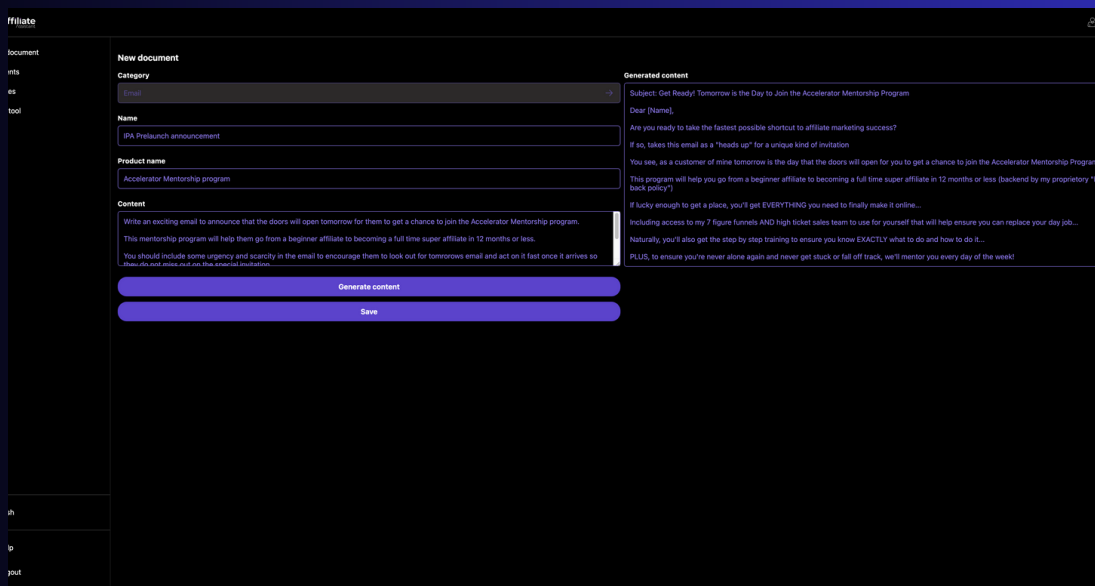 ffiliate
document
New document
nts
Category
Generated content
es
Email
Subject: Get Ready! Tomorrow is the Day to Join the Accelerator Mentorship Program
tool
Dear [Name],
Name
Are you ready to take the fastest possible shortcut to affiliate marketing success?
IPA Prelaunch announcement
If so, takes this email as a "heads up" for a unique kind of invitation
Product name
You see, as a customer of mine tomorrow is the day that the doors will open for you to get a chance to join the Accelerator Mentorship Program
Accelerator Mentorship program
This program will help you go from a beginner affiliate to becoming a full time super affiliate in 12 months or less (backend by my proprietory "
back policy")
Content
If lucky enough to get a place, you'll get EVERYTHING you need to finally make it online...
Write an exciting email to announce that the doors will open tomorrow for them to get a chance to join the Accelerator Mentorship program.
Including access to my 7 figure funnels AND high ticket sales team to use for yourself that will help ensure you can replace your day job...
This mentorship program will help them go from a beginner affiliate to becoming a full time super affiliate in 12 months or less.
Naturally, you'll also get the step by step training to ensure you know EXACTLY what to do and how to do it...
You should include some urgency and scarcity in the email to encourage them to look out for tomrorows email and act on it fast once it arrives so
they do not miss out on the special invitation
PLUS, to ensure you're never alone again and never get stuck or fall off track, we'll mentor you every day of the week!
Generate content
Save
sh
lp
gout